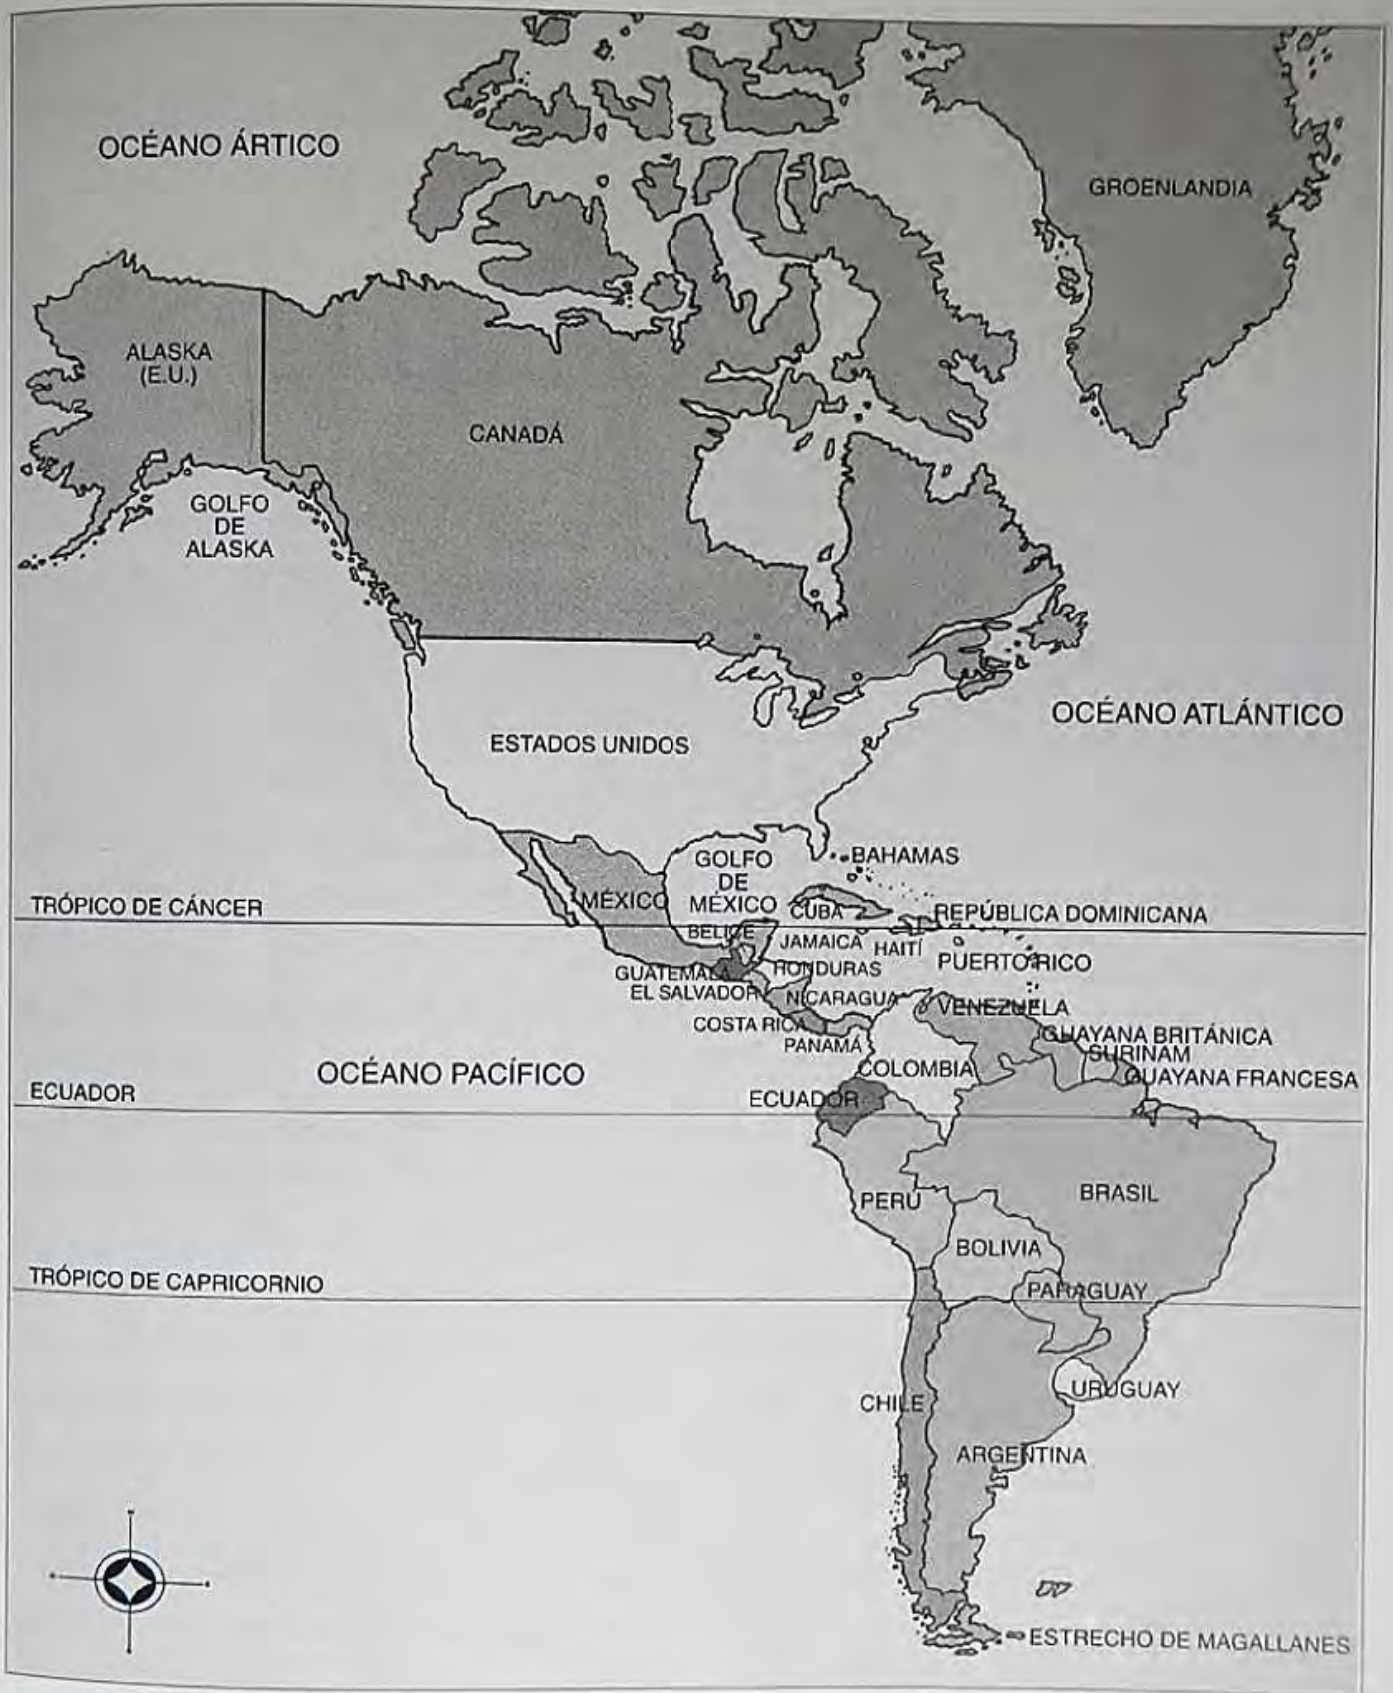 OCÉANO ÁRTICO
GROENLANDIA
ALASKA
(E.U.)
CANADÁ
GOLFO
DE
ALASKA
OCÉANO ATLÁNTICO
ESTADOS UNIDOS
BAHAMAS
GOLFO
DE
MÉXICO
MÉXICO
CUBA
TRÓPICO DE CÁNCER
REPÚBLICA DOMINICANA
BELICE
JAMAICA
HAITÍ
PUERTO RICO
GUATEMALA
HONDURAS
EL SALVADOR
NICARAGUA
VENEZUELA
COSTA RICA
PANAMÁ
GUAYANA BRITÁNICA
SURINAM
GUAYANA FRANCESA
COLOMBIA
OCÉANO PACÍFICO
ECUADOR
ECUADOR
PERÚ
BRASIL
BOLIVIA
TRÓPICO DE CAPRICORNIO
PARAGUAY
URUGUAY
CHILE
ARGENTINA
ESTRECHO DE MAGALLANES